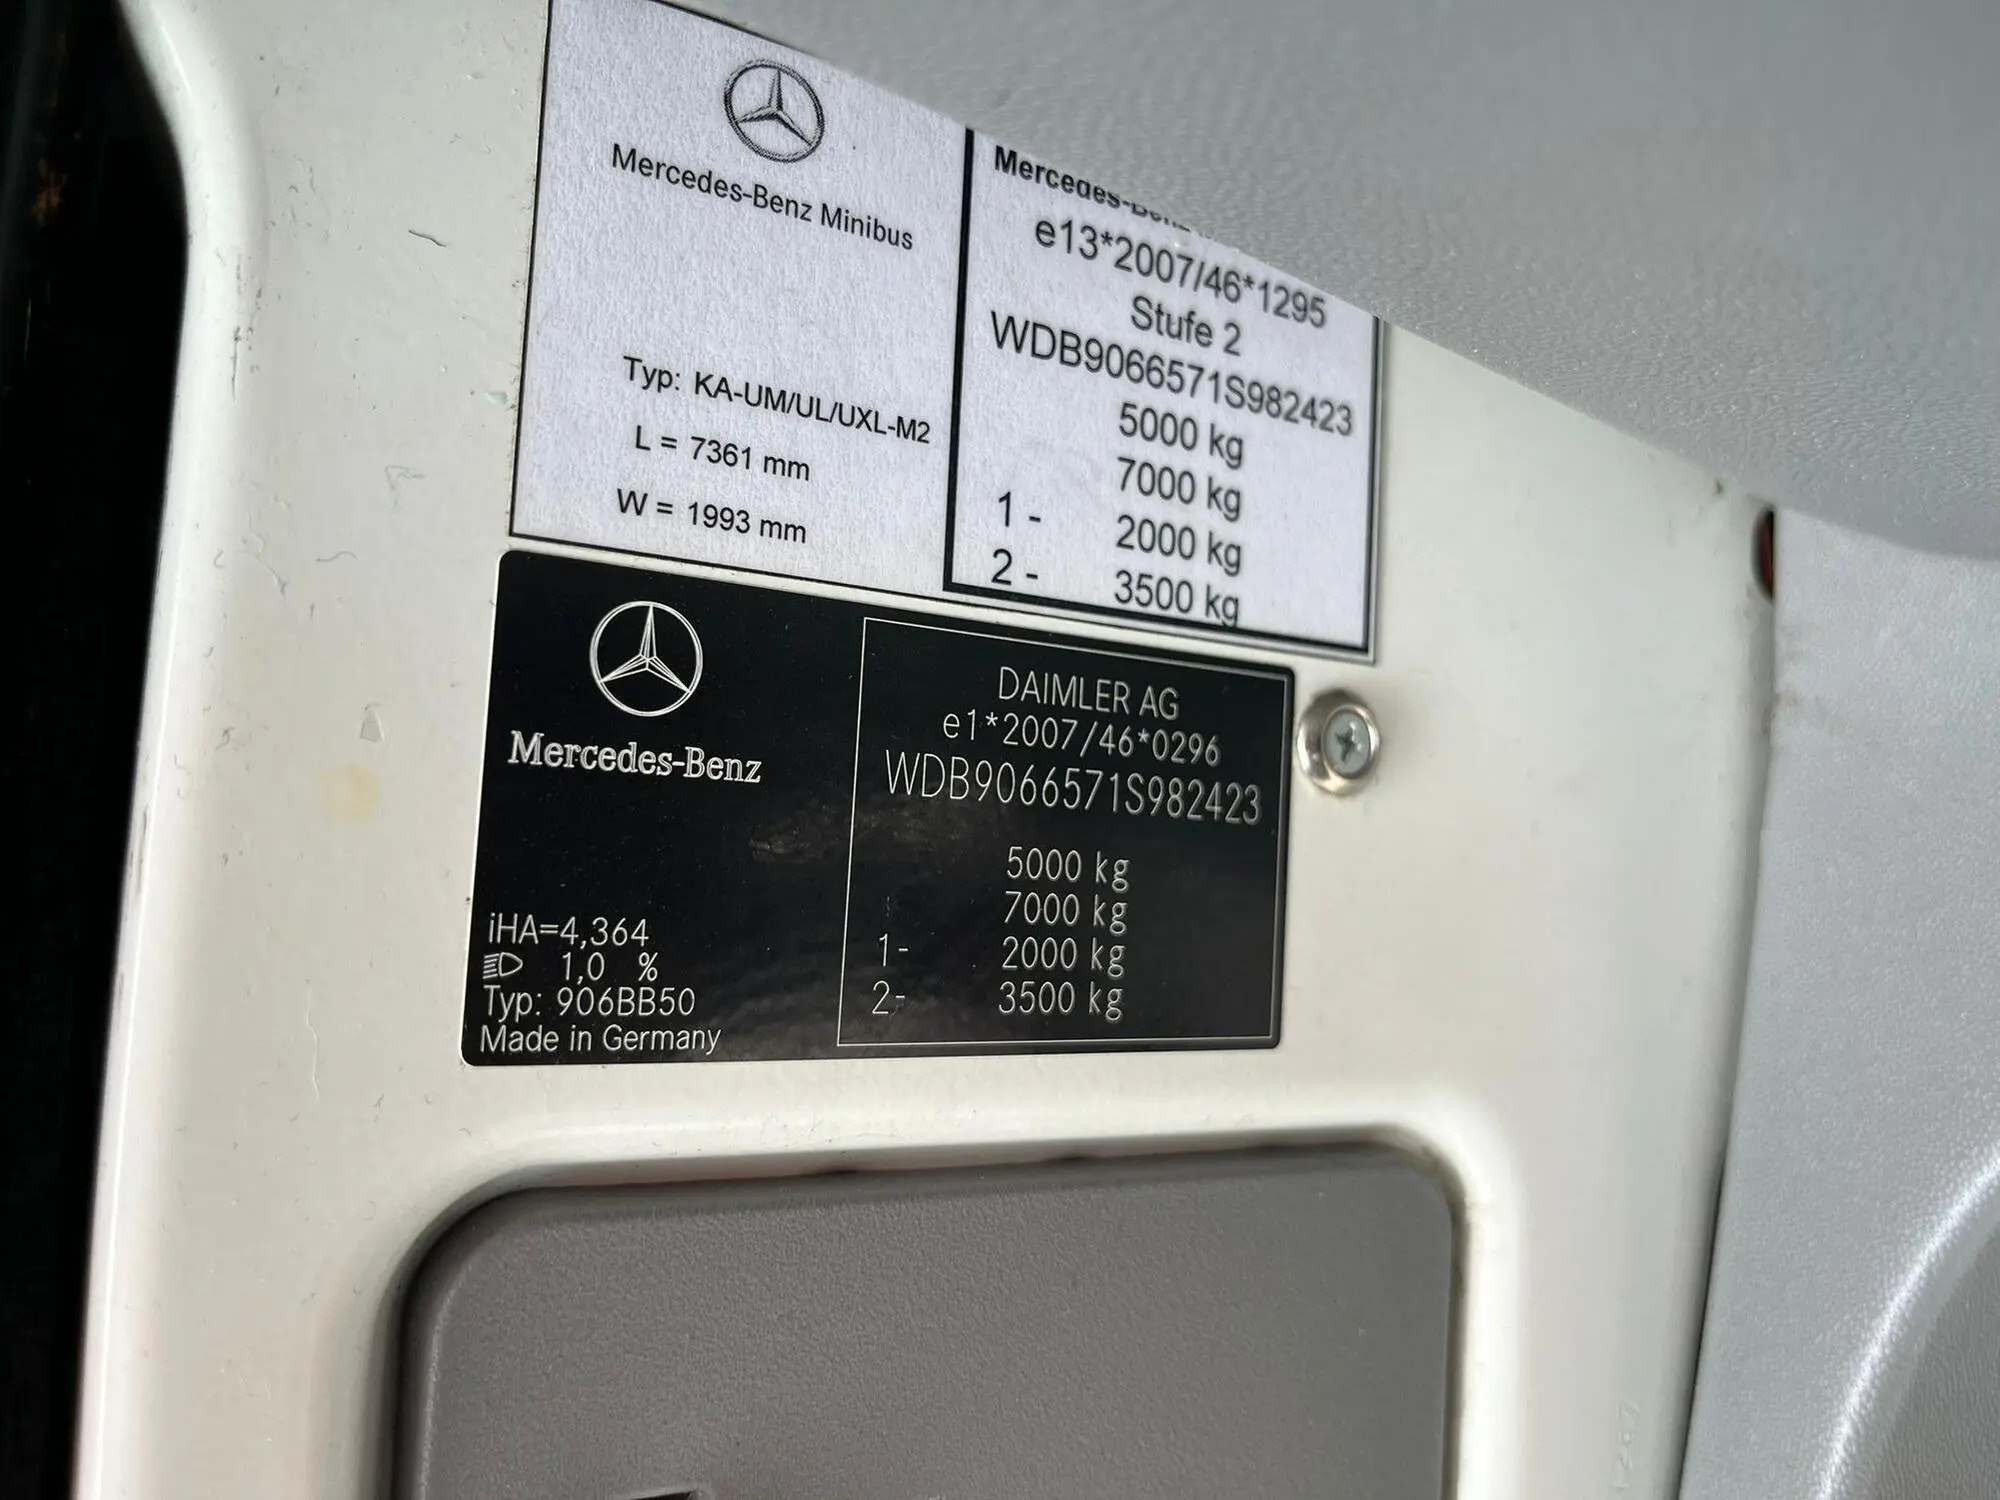 Mercedes-Benz Minibus
Typ: KA-UM/UL/UXL-M2
L = 7361 mm
W = 1993 mm
Mercedes-Benz
e13*2007/46*1295
Stufe 2
WDB9066571S982423
5000 kg
7000 kg
1 - 2000 kg
2 - 3500 kg
Mercedes-Benz
iHA=4,364
1,0 %
Typ: 906BB50
Made in Germany
DAIMLER AG
e1*2007/46*0296
WDB9066571S982423
5000 kg
7000 kg
1- 2000 kg
2- 3500 kg